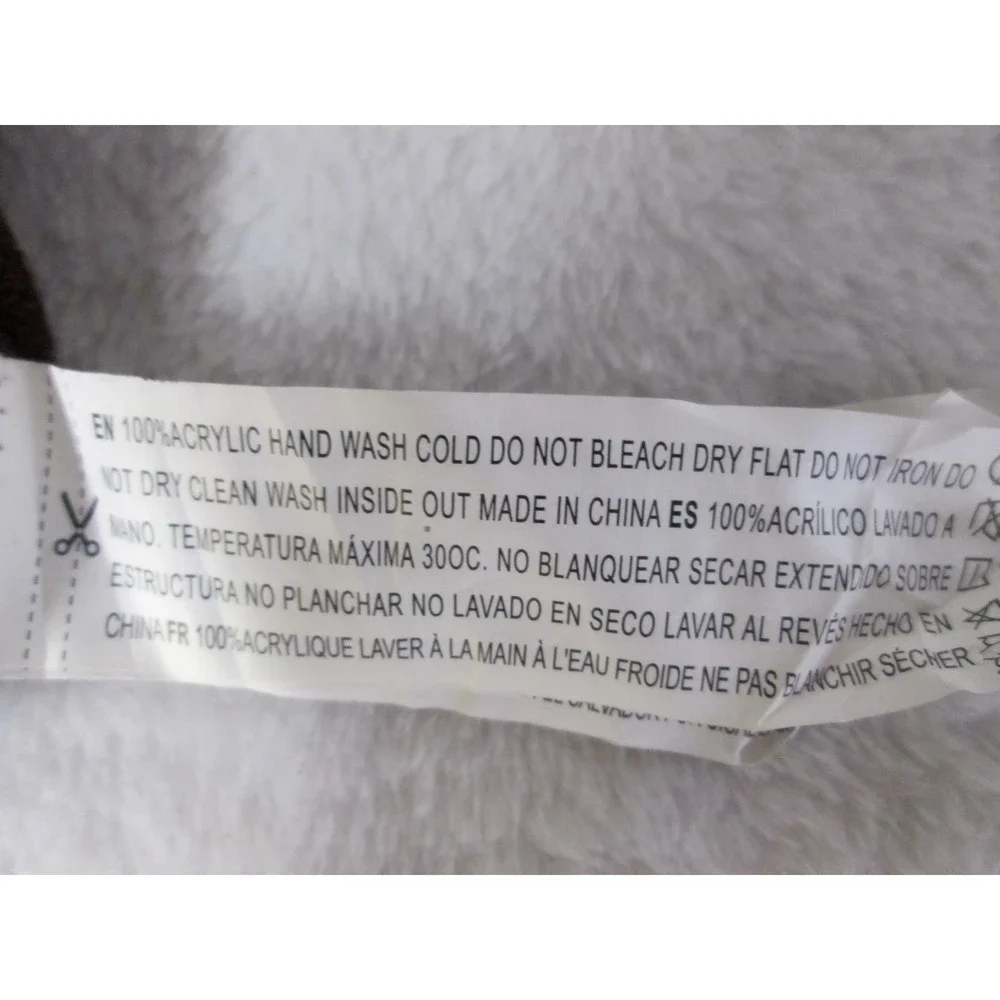 EN 100%ACRYLIC HAND WASH COLD DO NOT BLEACH DRY FLAT DO NOT IRON DO
NOT DRY CLEAN WASH INSIDE OUT MADE IN CHINA ES 100%ACRÍLICO LAVADO A
MANO. TEMPERATURA MÁXIMA 30OC. NO BLANQUEAR SECAR EXTENDIDO SOBRE
ESTRUCTURA NO PLANCHAR NO LAVADO EN SECO LAVAR AL REVÉS HECHO EN
CHINA FR 100%ACRYLIQUE LAVER À LA MAIN À L'EAU FROIDE NE PAS BLANCHIR SÉCHER